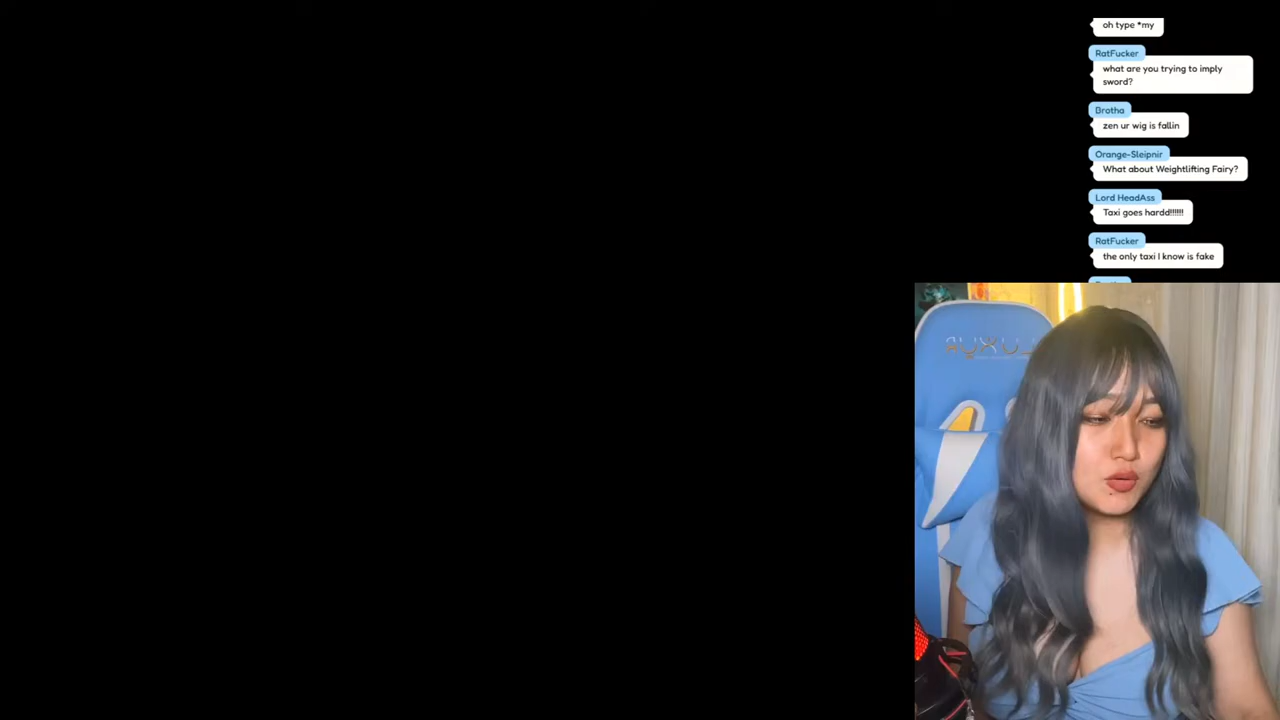 oh type *my
RatFucker
what are you trying to imply
sword?
Brotha
zen ur wig is fallin
Orange-Sleipnir
What about Weightlifting Fairy?
Lord HeadAss
Taxi goes hardd!!!!!!
RatFucker
the only taxi I know is fake